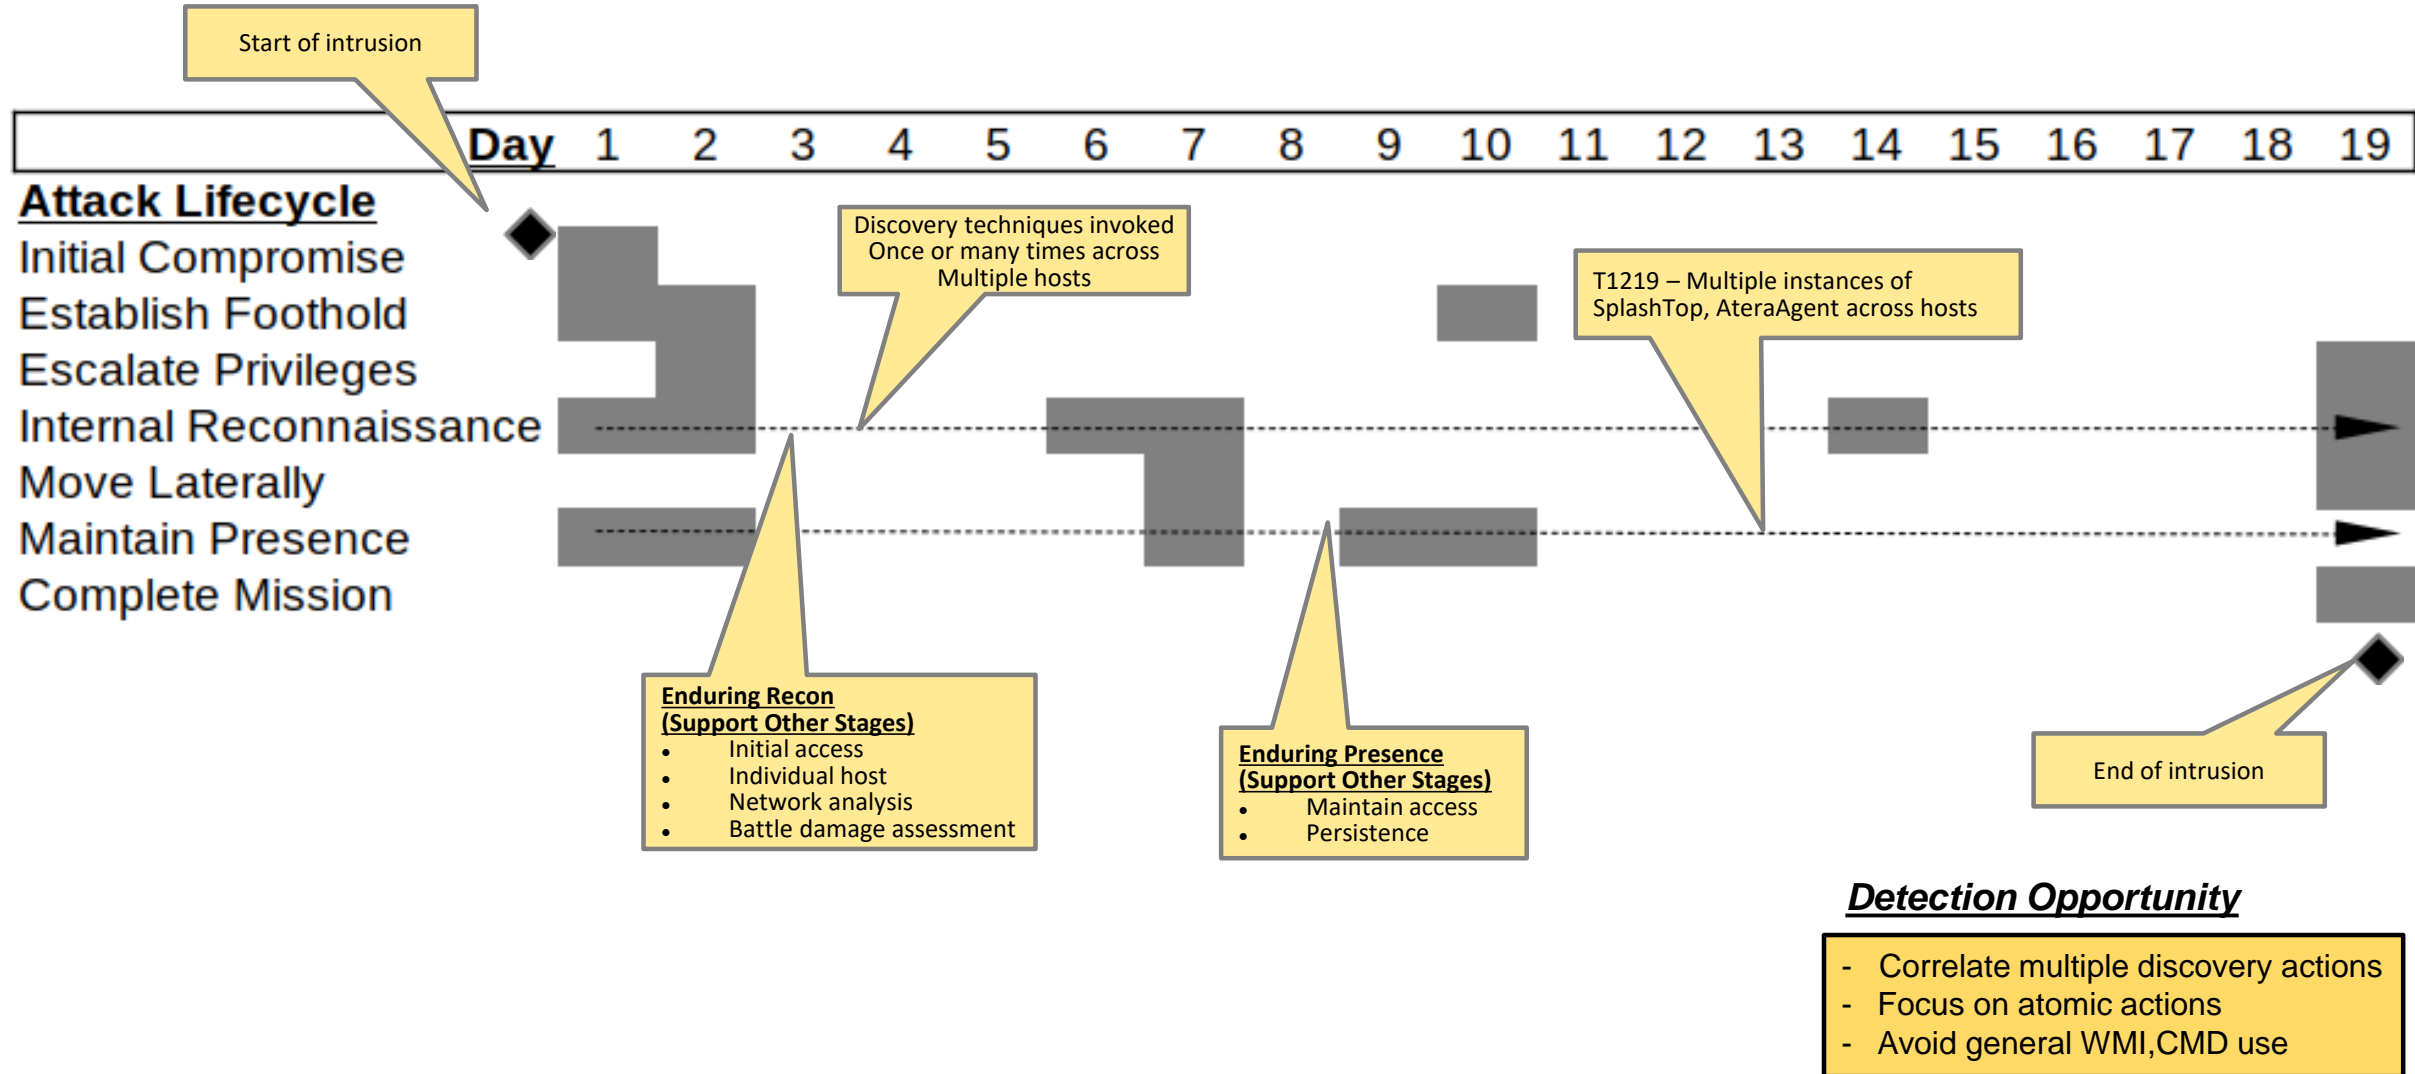 Start of intrusion
Day 1 2 3 4 5 6 7 8 9 10 11 12 13 14 15 16 17 18 19
Attack Lifecycle
Initial Compromise
Establish Foothold
Escalate Privileges
Internal Reconnaissance
Move Laterally
Maintain Presence
Complete Mission
Discovery techniques invoked
Once or many times across
Multiple hosts
T1219 – Multiple instances of
SplashTop, AteraAgent across hosts
Enduring Recon
(Support Other Stages)
• Initial access
• Individual host
• Network analysis
• Battle damage assessment
Enduring Presence
(Support Other Stages)
• Maintain access
• Persistence
End of intrusion
Detection Opportunity
- Correlate multiple discovery actions
- Focus on atomic actions
- Avoid general WMI,CMD use